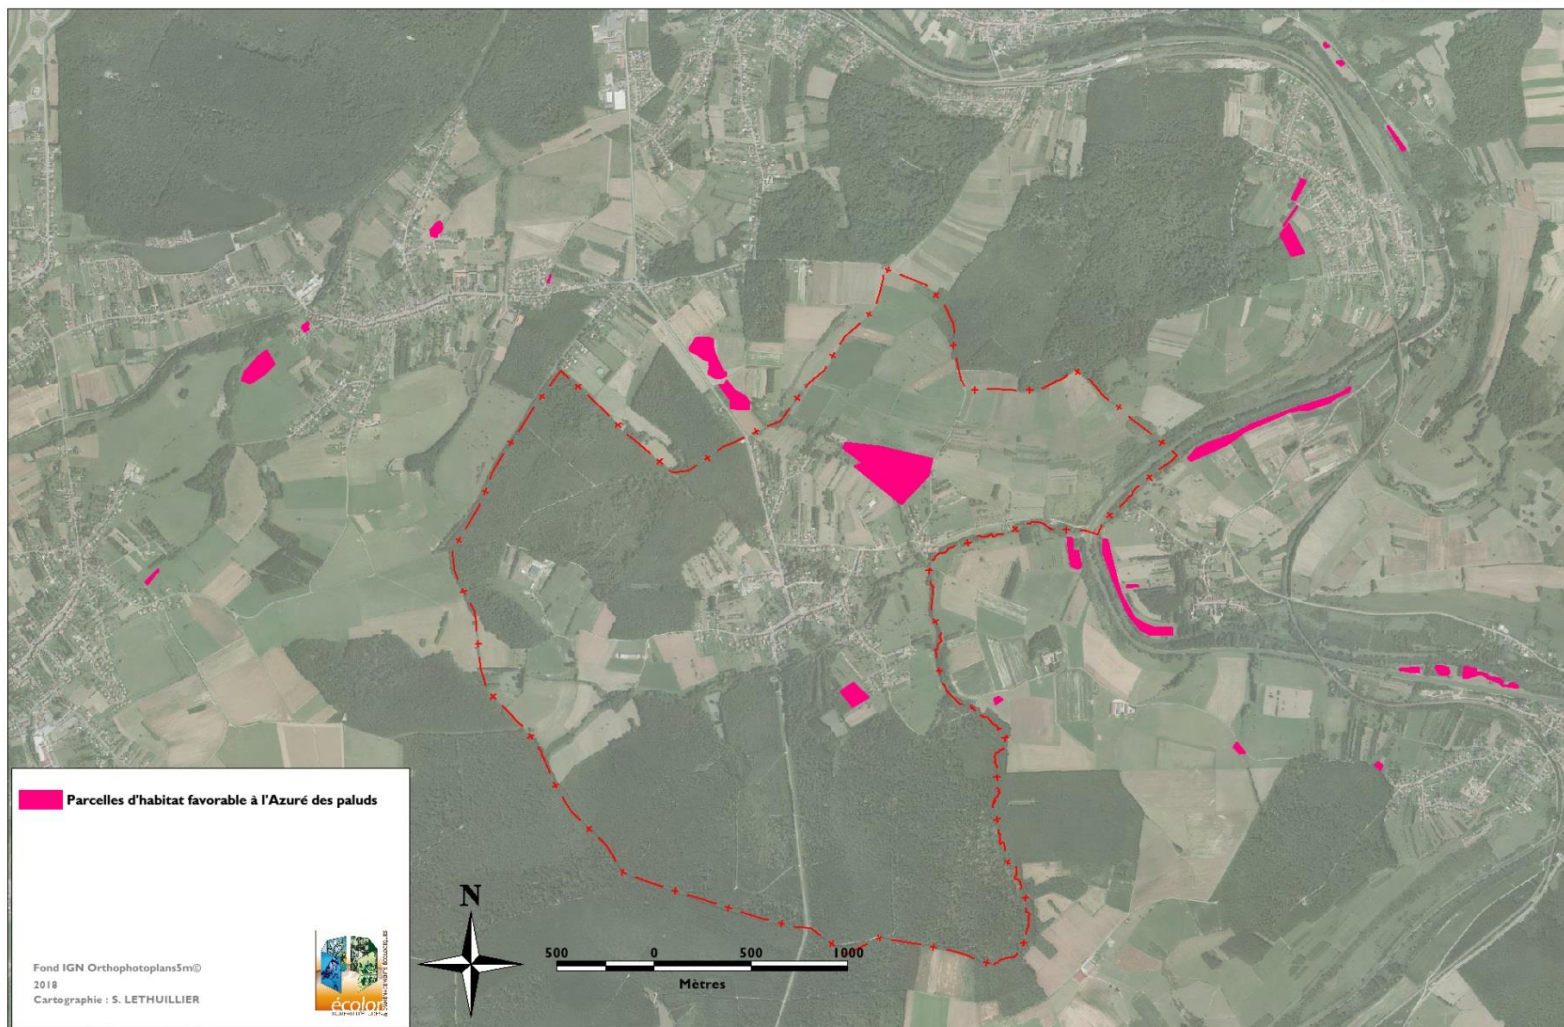 Parcelles d'habitat favorable à l'Azuré des paluds
N
500 0 500 1000
Mètres
Fond IGN Orthophotoplans5m©
2018
Cartographie : S. LETHUILLIER
écolor